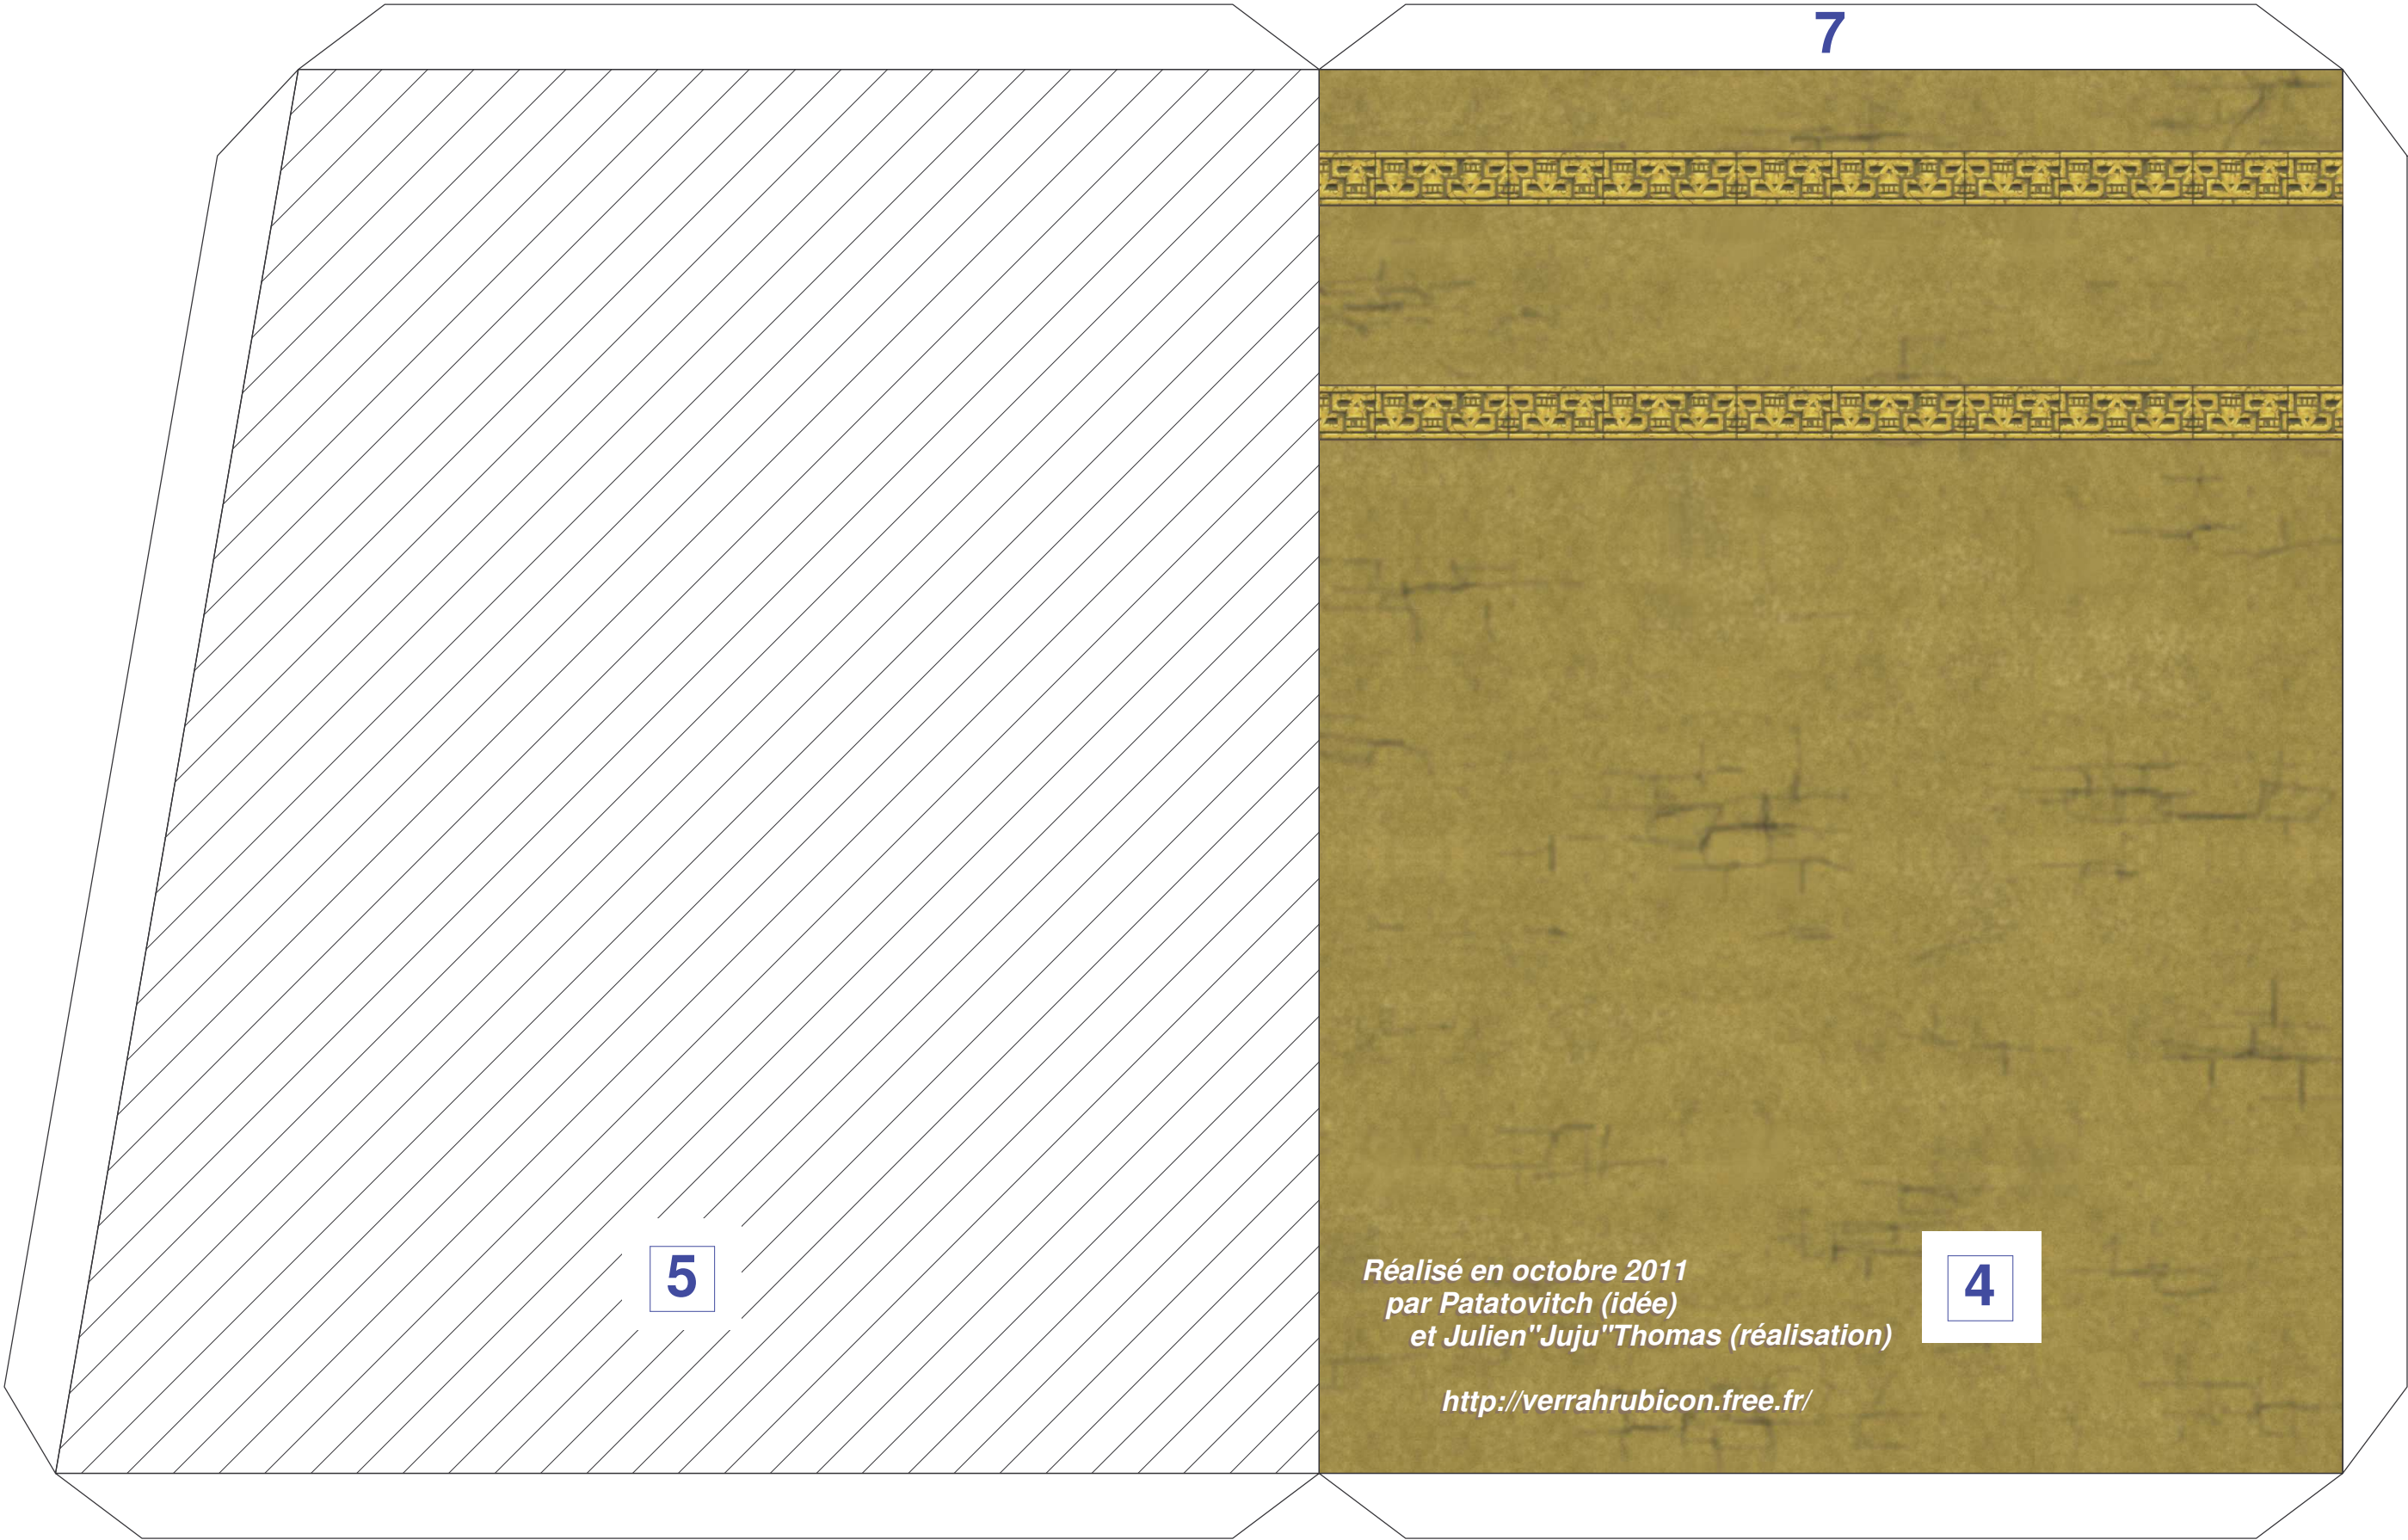 7
5
Réalisé en octobre 2011
par Patatovitch (idée)
et Julien"Juju"Thomas (réalisation)
4
http://verrahrubicon.free.fr/